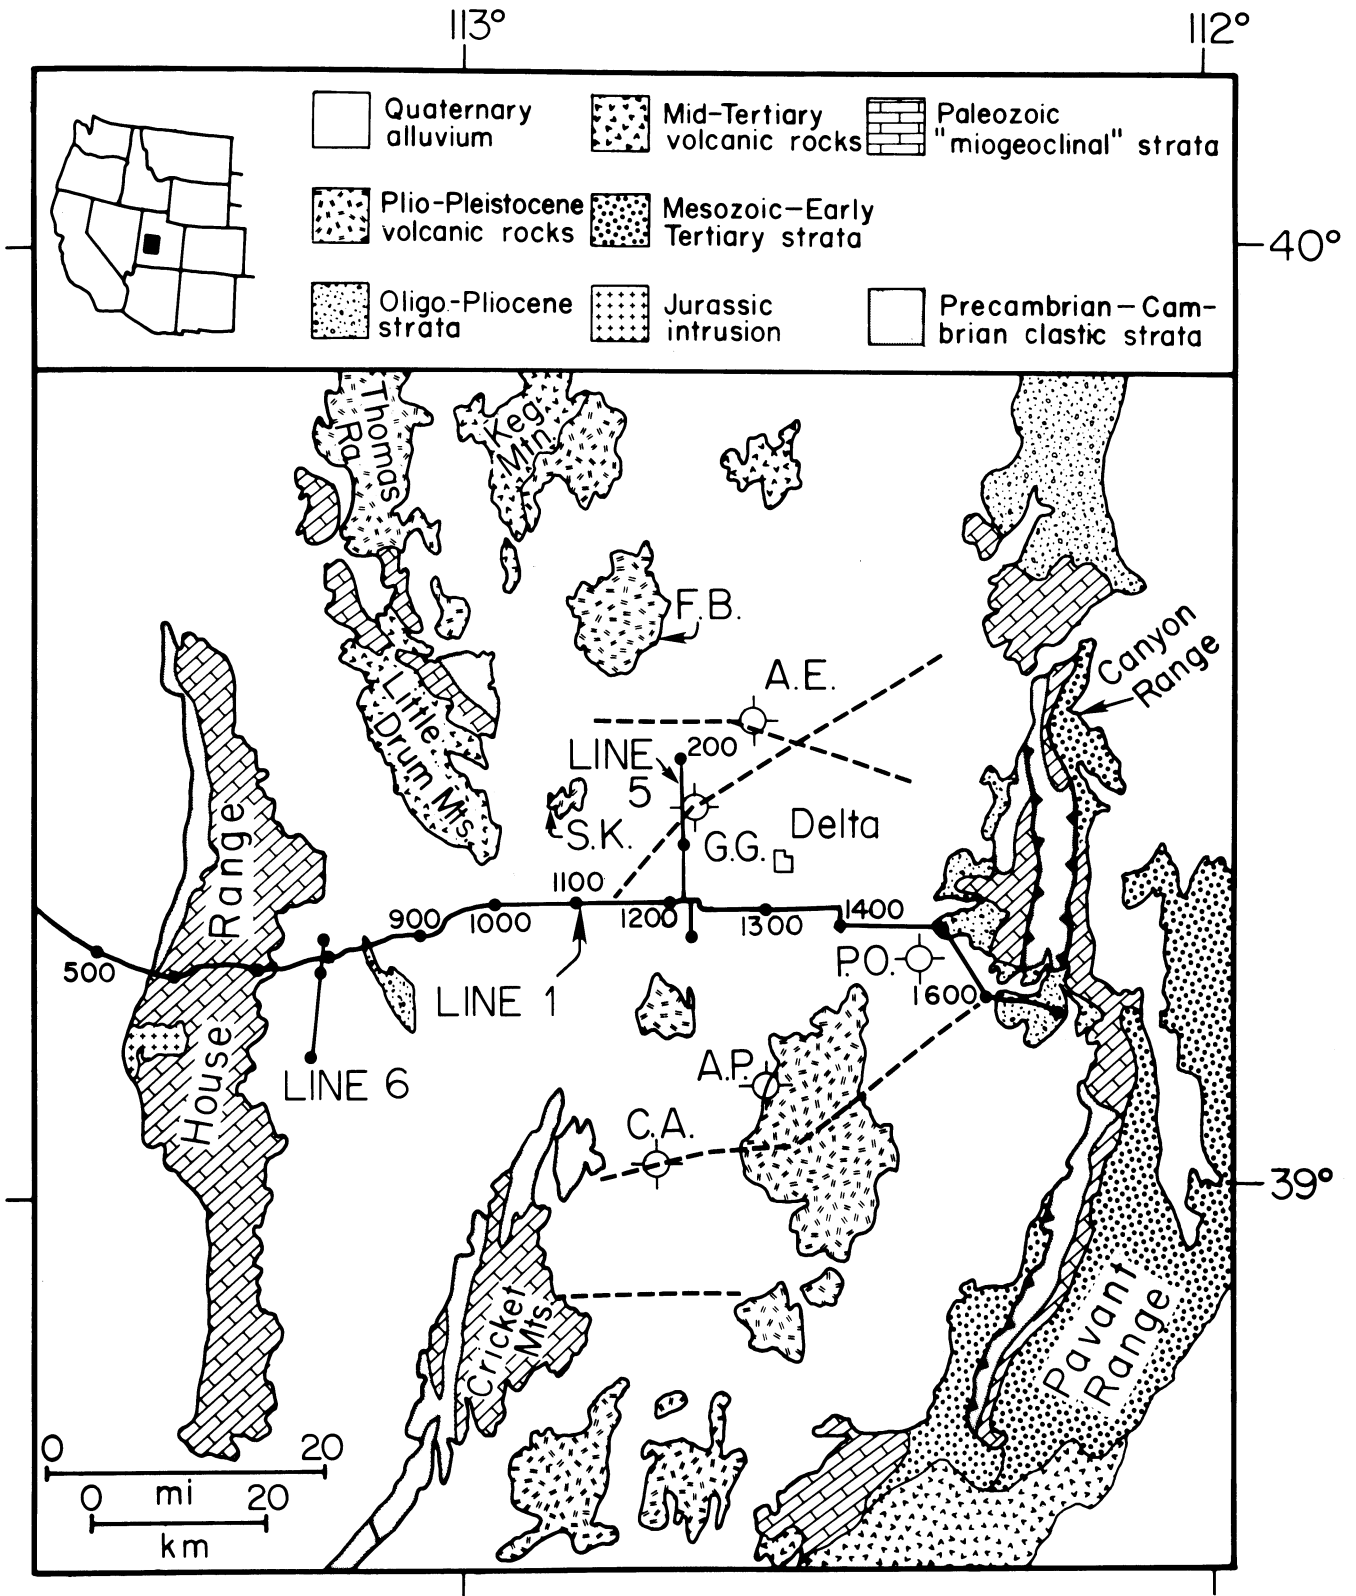 113°
112°
Quaternary
alluvium
Mid-Tertiary
volcanic rocks
Paleozoic
"miogeoclinal" strata
Plio-Pleistocene
volcanic rocks
Mesozoic-Early
Tertiary strata
40°
Oligo-Pliocene
strata
Jurassic
intrusion
Precambrian-Cam-
brian clastic strata
Thomas
Ra.
Keg
Mtn.
F.B.
Canyon
Range
A.E.
Little
Drum Mts.
LINE
5
200
S.K.
G.G.
Delta
House Range
500
900
1000
1100
1200
1300
1400
P.O.
1600
LINE 1
LINE 6
A.P.
C.A.
39°
Cricket
Mts.
Pavant
Range
0 20
mi
0 20
km